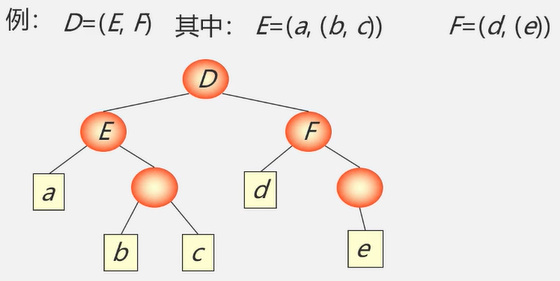 例： D=(E, F) 其中： E=(a, (b, c)) F=(d, (e))
D
E F
a d
b c e